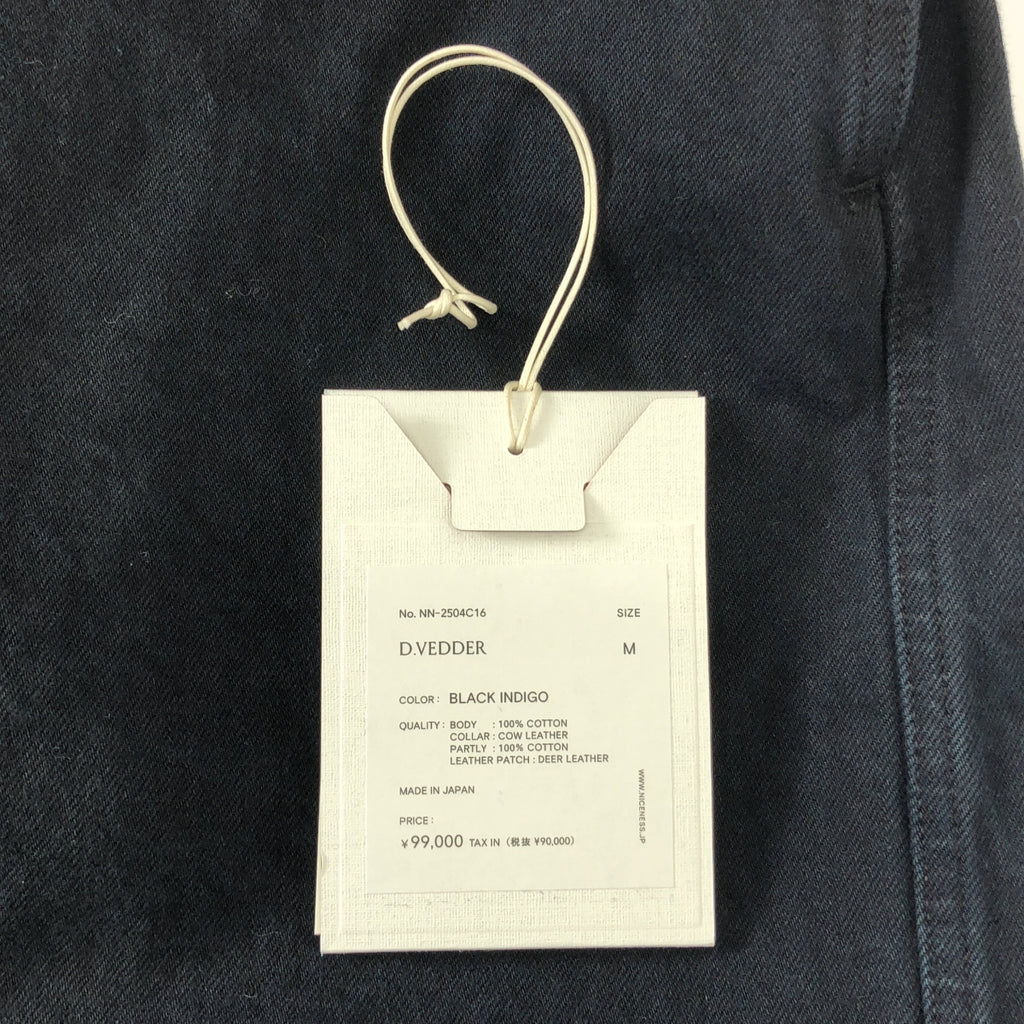 No. NN-2504C16 SIZE
D.VEDDER M
COLOR : BLACK INDIGO
QUALITY : BODY : 100% COTTON
COLLAR : COW LEATHER
PARTLY : 100% COTTON
LEATHER PATCH : DEER LEATHER
MADE IN JAPAN
PRICE :
¥99,000 TAX IN (税抜 ¥90,000)
WWW.NICENESS.JP